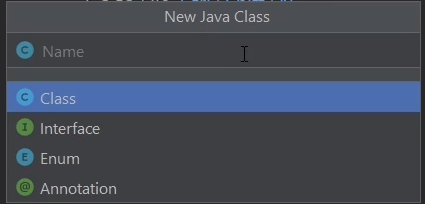 New Java Class
C Name
C Class
I Interface
E Enum
@ Annotation